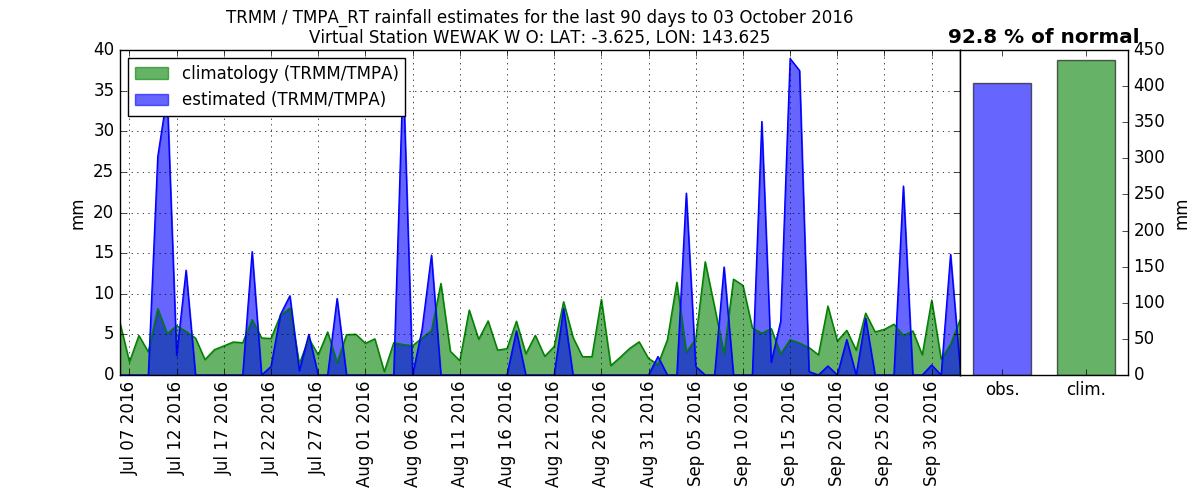 TRMM / TMPA_RT rainfall estimates for the last 90 days to 03 October 2016
Virtual Station WEWAK W O: LAT: -3.625, LON: 143.625
92.8 % of normal
climatology (TRMM/TMPA)
estimated (TRMM/TMPA)
mm
40
35
30
25
20
15
10
5
0
Jul 07 2016
Jul 12 2016
Jul 17 2016
Jul 22 2016
Jul 27 2016
Aug 01 2016
Aug 06 2016
Aug 11 2016
Aug 16 2016
Aug 21 2016
Aug 26 2016
Aug 31 2016
Sep 05 2016
Sep 10 2016
Sep 15 2016
Sep 20 2016
Sep 25 2016
Sep 30 2016
obs.
clim.
450
400
350
300
250
200
150
100
50
0
mm